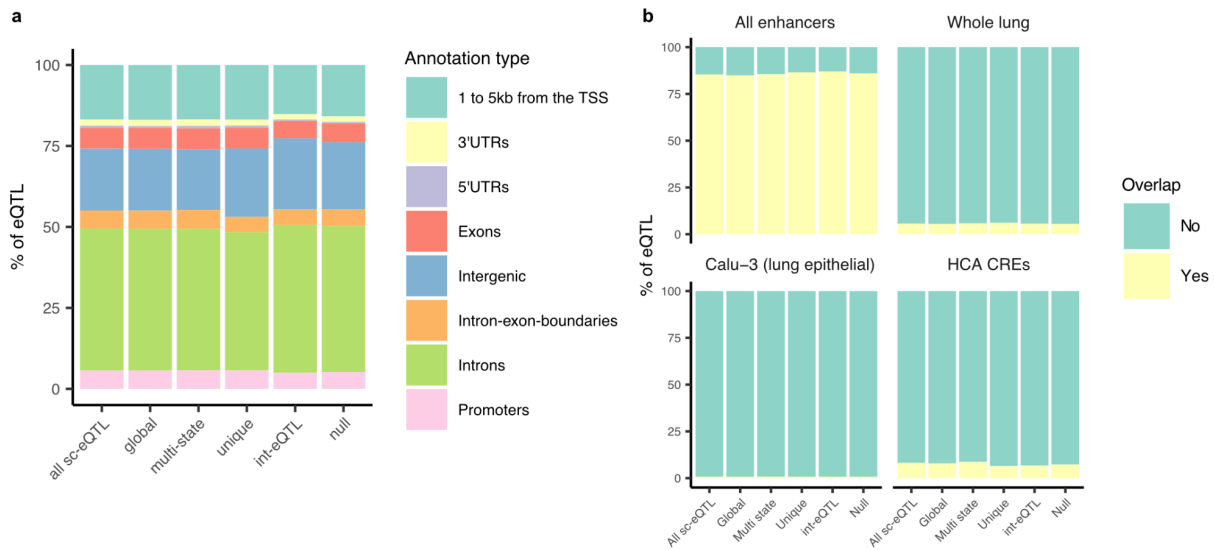 a
% of eQTL
100
75
50
25
0
all sc-eQTL
global
multi-state
unique
int-eQTL
null
Annotation type
1 to 5kb from the TSS
3'UTRs
5'UTRs
Exons
Intergenic
Intron-exon-boundaries
Introns
Promoters
b
% of eQTL
All enhancers
Whole lung
100
75
50
25
0
Calu-3 (lung epithelial)
HCA CREs
100
75
50
25
0
All sc-eQTL
Global
Multi state
Unique
int-eQTL
Null
All sc-eQTL
Global
Multi state
Unique
int-eQTL
Null
Overlap
No
Yes